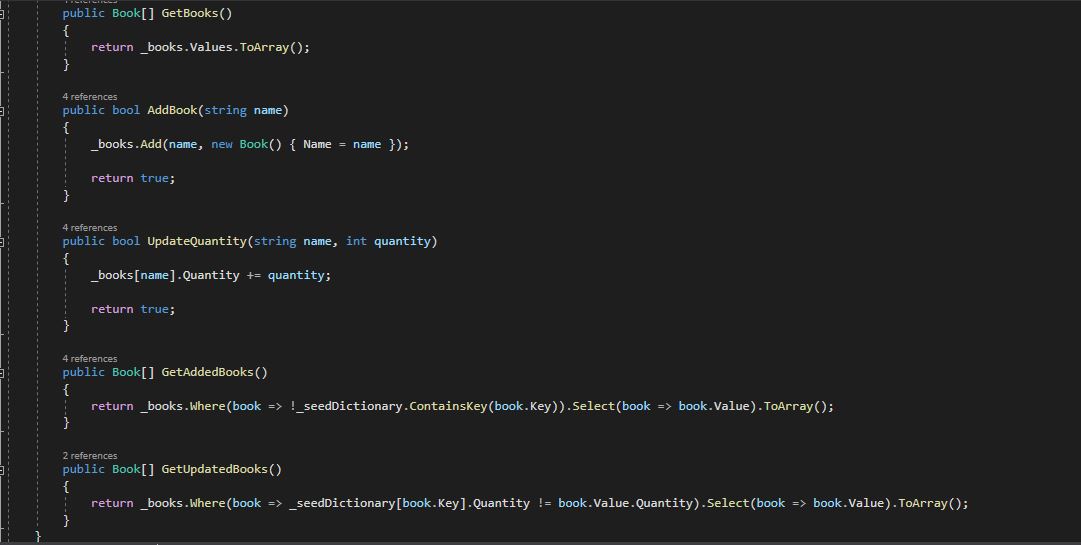 public Book[] GetBooks()
{
return _books.Values.ToArray();
}
4 references
public bool AddBook(string name)
{
_books.Add(name, new Book() { Name = name });
return true;
}
4 references
public bool UpdateQuantity(string name, int quantity)
{
_books[name].Quantity += quantity;
return true;
}
4 references
public Book[] GetAddedBooks()
{
return _books.Where(book => !_seedDictionary.ContainsKey(book.Key)).Select(book => book.Value).ToArray();
}
2 references
public Book[] GetUpdatedBooks()
{
return _books.Where(book => _seedDictionary[book.Key].Quantity != book.Value.Quantity).Select(book => book.Value).ToArray();
}
}